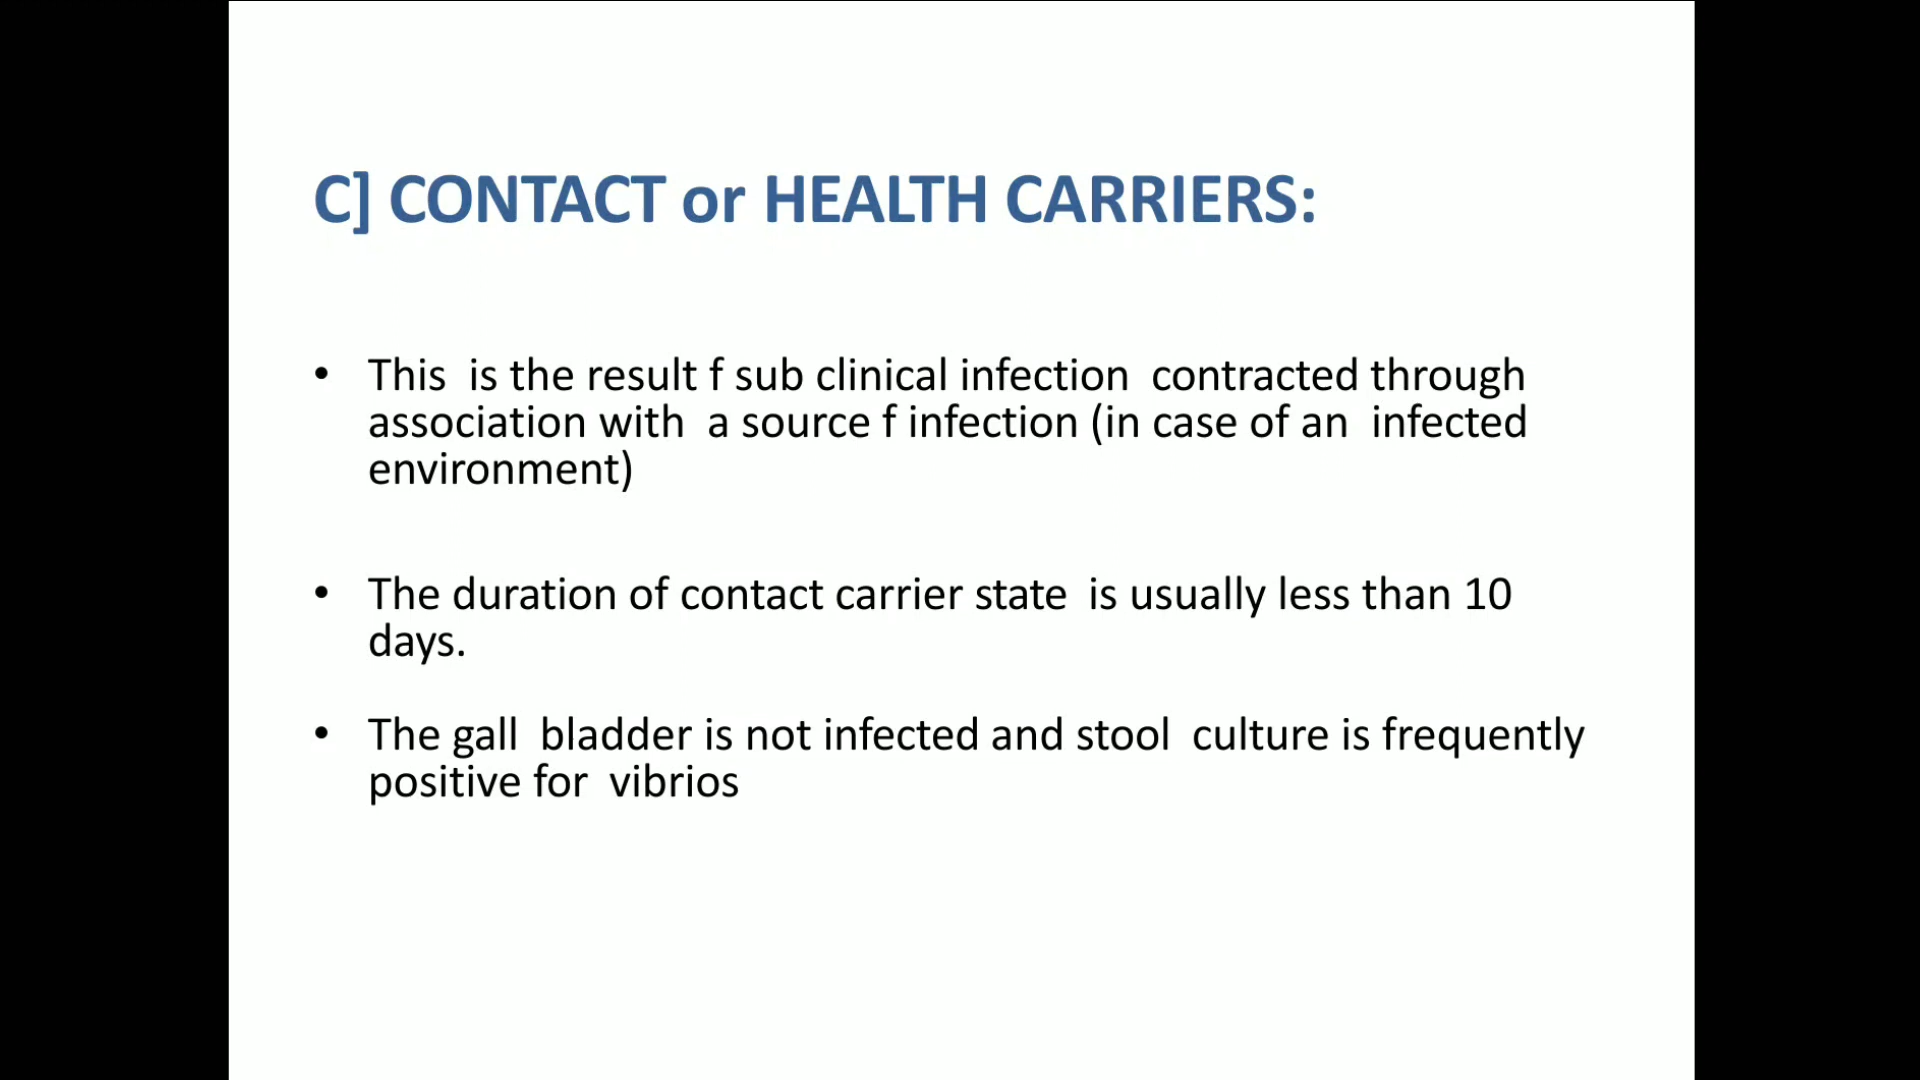 C] CONTACT or HEALTH CARRIERS:
• This is the result f sub clinical infection contracted through
association with a source f infection (in case of an infected
environment)
• The duration of contact carrier state is usually less than 10
days.
• The gall bladder is not infected and stool culture is frequently
positive for vibrios